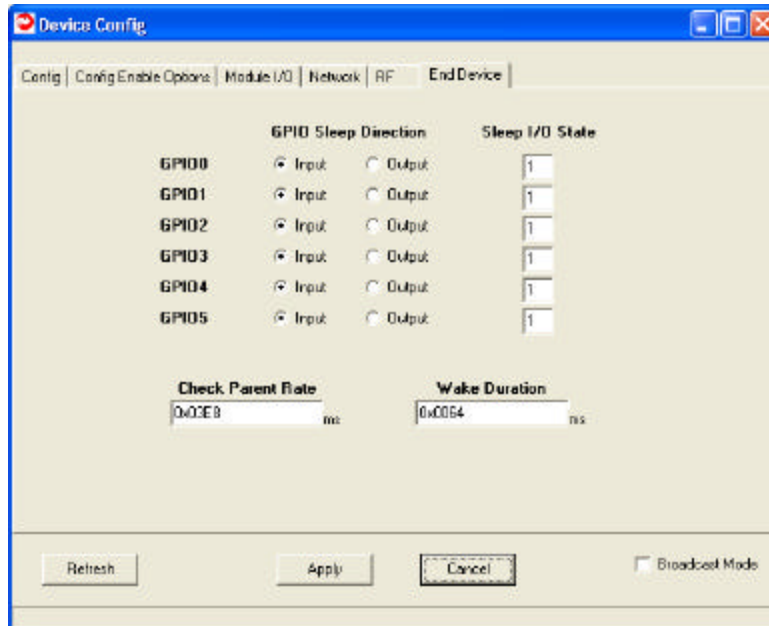 Device Config
Config Config Enable Options Module I/O Network RF End Device
GPIO Sleep Direction Sleep I/O State
GPIO0 Input Output 1
GPIO1 Input Output 1
GPIO2 Input Output 1
GPIO3 Input Output 1
GPIO4 Input Output 1
GPIO5 Input Output 1
Check Parent Rate Wake Duration
0x03E8 ms 0x0064 ms
Refresh Apply Cancel Broadcast Mode